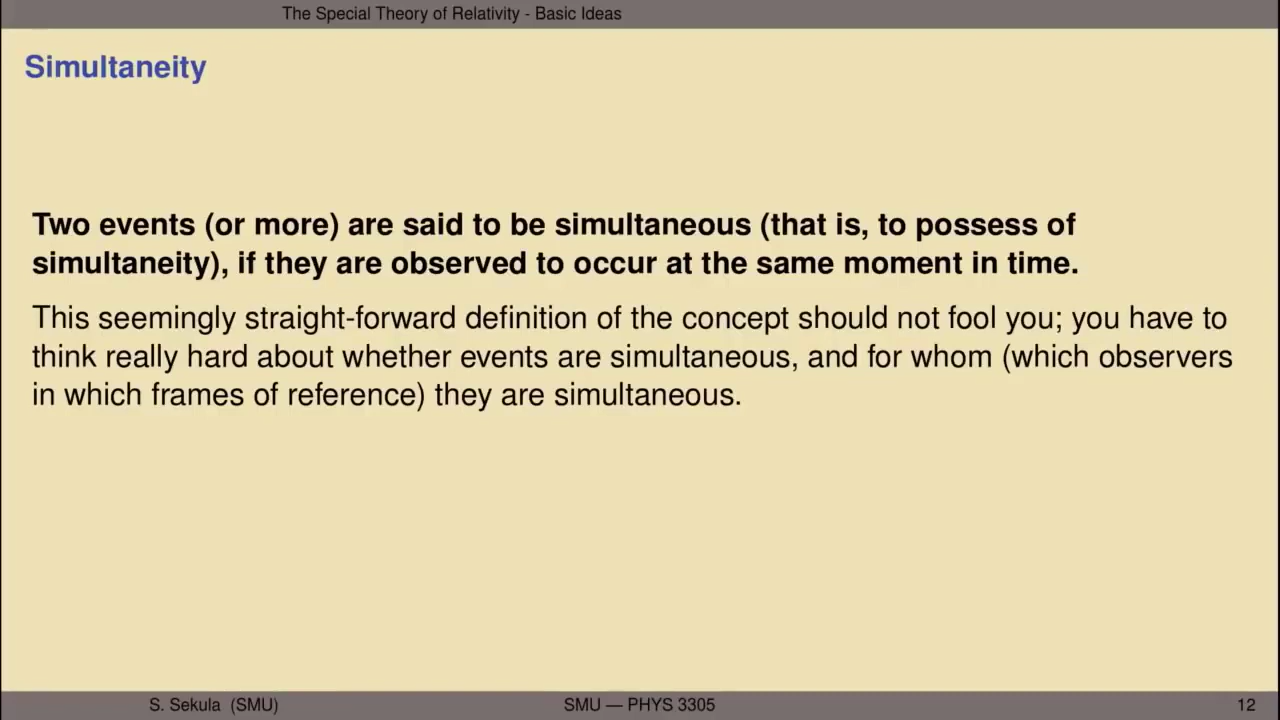 The Special Theory of Relativity - Basic Ideas
Simultaneity
Two events (or more) are said to be simultaneous (that is, to possess of
simultaneity), if they are observed to occur at the same moment in time.
This seemingly straight-forward definition of the concept should not fool you; you have to
think really hard about whether events are simultaneous, and for whom (which observers
in which frames of reference) they are simultaneous.
S. Sekula (SMU)
SMU — PHYS 3305
12